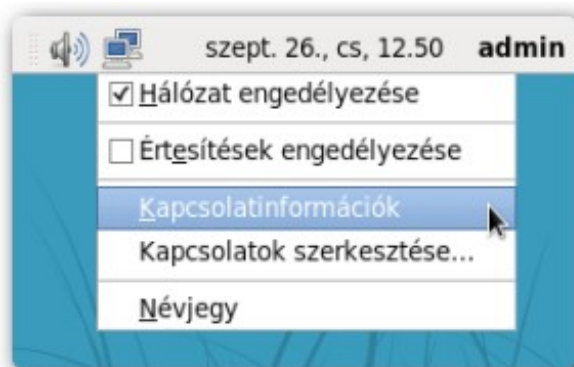 szept. 26., cs, 12.50 admin
Hálózat engedélyezése
Értesítések engedélyezése
Kapcsolatinformációk
Kapcsolatok szerkesztése...
Névjegy